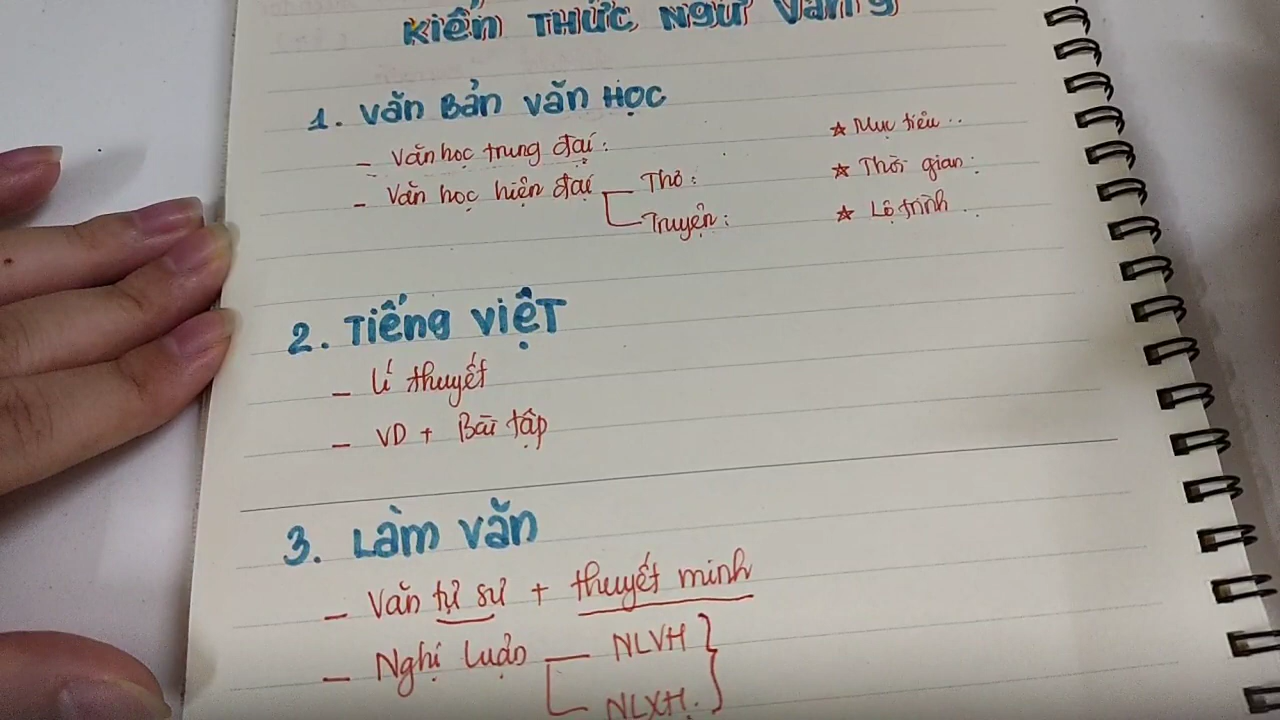 KIẾN THỨC NGỮ VĂN 9
1. VĂN BẢN VĂN HỌC
- Văn học trung đại:
- Văn học hiện đại
Thơ:
Truyện:
☆ Mục tiêu..
☆ Thời gian:
☆ Lộ trình..
2. TIẾNG VIỆT
- Lí thuyết
- VD + Bài tập
3. LÀM VĂN
- Văn tự sự + thuyết minh
- Nghị luận
NLVH
NLXH.